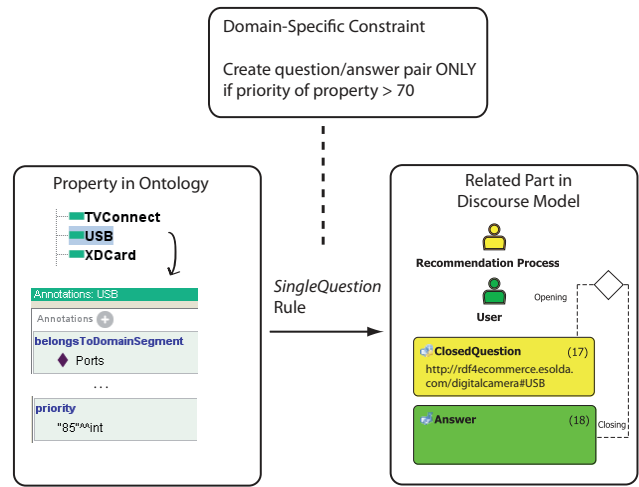 Domain-Specific Constraint
Create question/answer pair ONLY
if priority of property > 70
Property in Ontology
TVConnect
USB
XDCard
Annotations: USB
Annotations
belongsToDomainSegment
Ports
...
priority
"85"^^int
SingleQuestion
Rule
Related Part in
Discourse Model
Recommendation Process
User
Opening
ClosedQuestion (17)
http://rdf4ecommerce.esolda.
com/digitalcamera#USB
Answer (18)
Closing